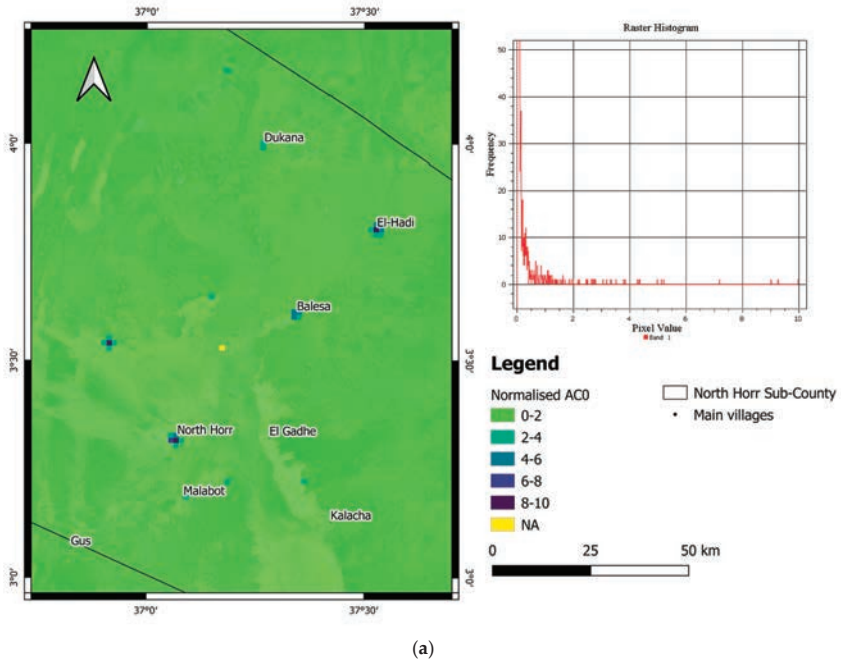 37°0'
37°30'
4°0'
4°0'
3°30'
3°30'
3°0'
3°0'
Dukana
El-Hadi
Balesa
North Horr
El Gadhe
Malabot
Kalacha
Gus
37°0'
37°30'
Raster Histogram
Frequency
50
40
30
20
10
0
0
2
4
6
8
10
Pixel Value
Band 1
Legend
Normalised AC0
0-2
2-4
4-6
6-8
8-10
NA
North Horr Sub-County
Main villages
0
25
50 km
(a)